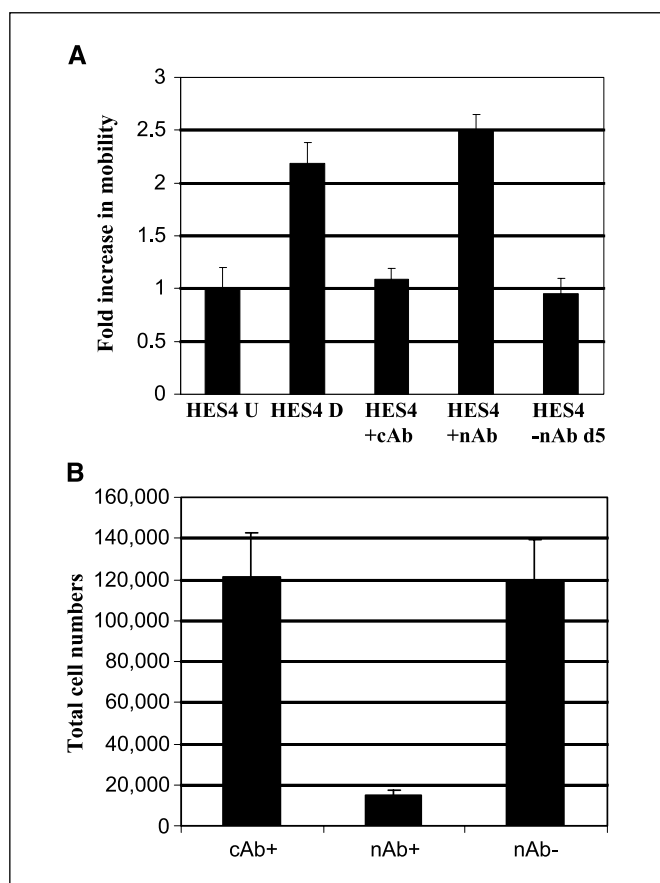 A
Fold increase in mobility
3
2.5
2
1.5
1
0.5
0
HES4 U HES4 D HES4 HES4 HES4
+cAb +nAb -nAb d5
B
Total cell numbers
160,000
140,000
120,000
100,000
80,000
60,000
40,000
20,000
0
cAb+ nAb+ nAb-